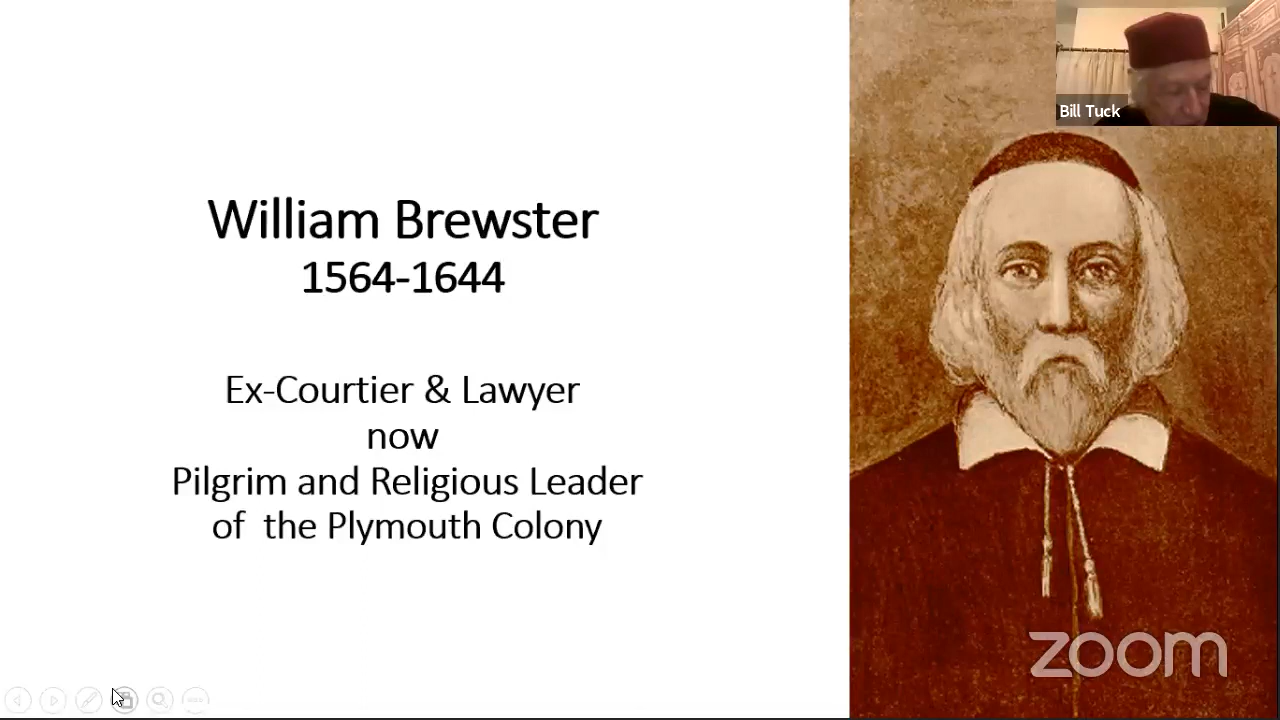 William Brewster
1564-1644
Ex-Courtier & Lawyer
now
Pilgrim and Religious Leader
of the Plymouth Colony
Bill Tuck
zoom